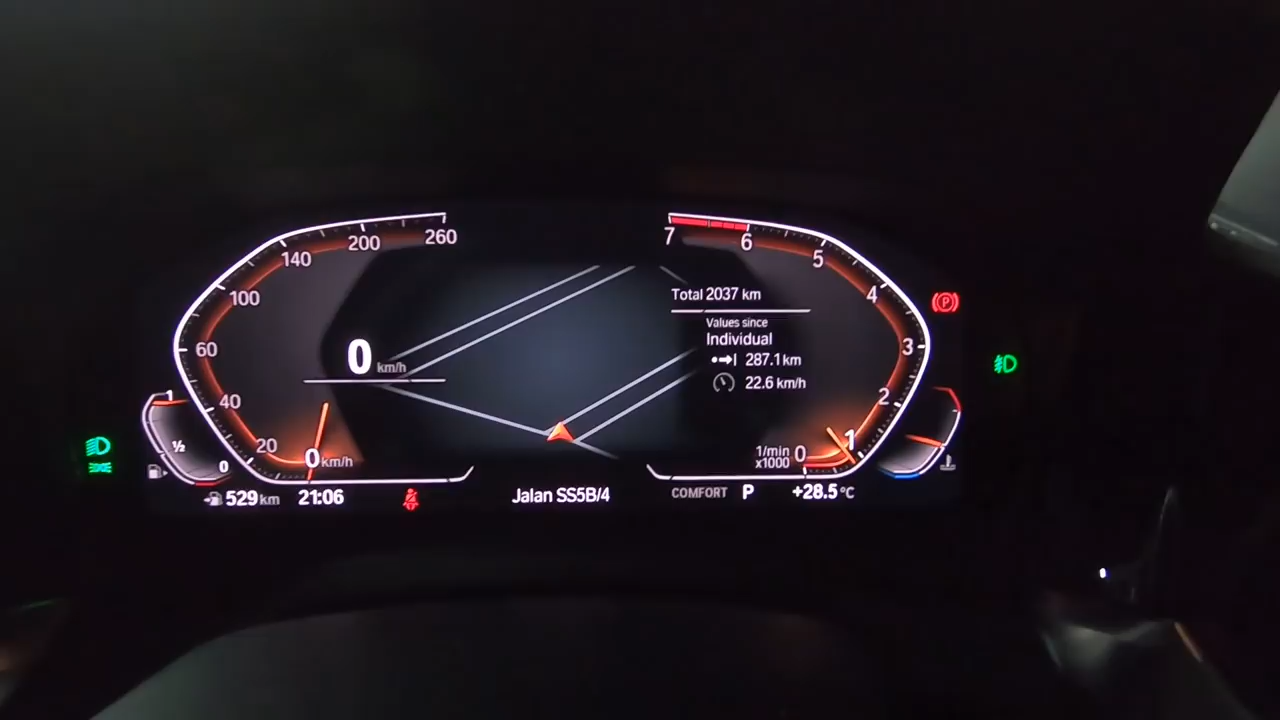 260
200
140
100
60
40
20
0 km/h
0 km/h
1
½
0
529 km
21:06
Jalan SS5B/4
Total 2037 km
Values since
Individual
287.1 km
22.6 km/h
7
6
5
4
3
2
1
0
1/min
x1000
COMFORT P
+28.5 °C
P